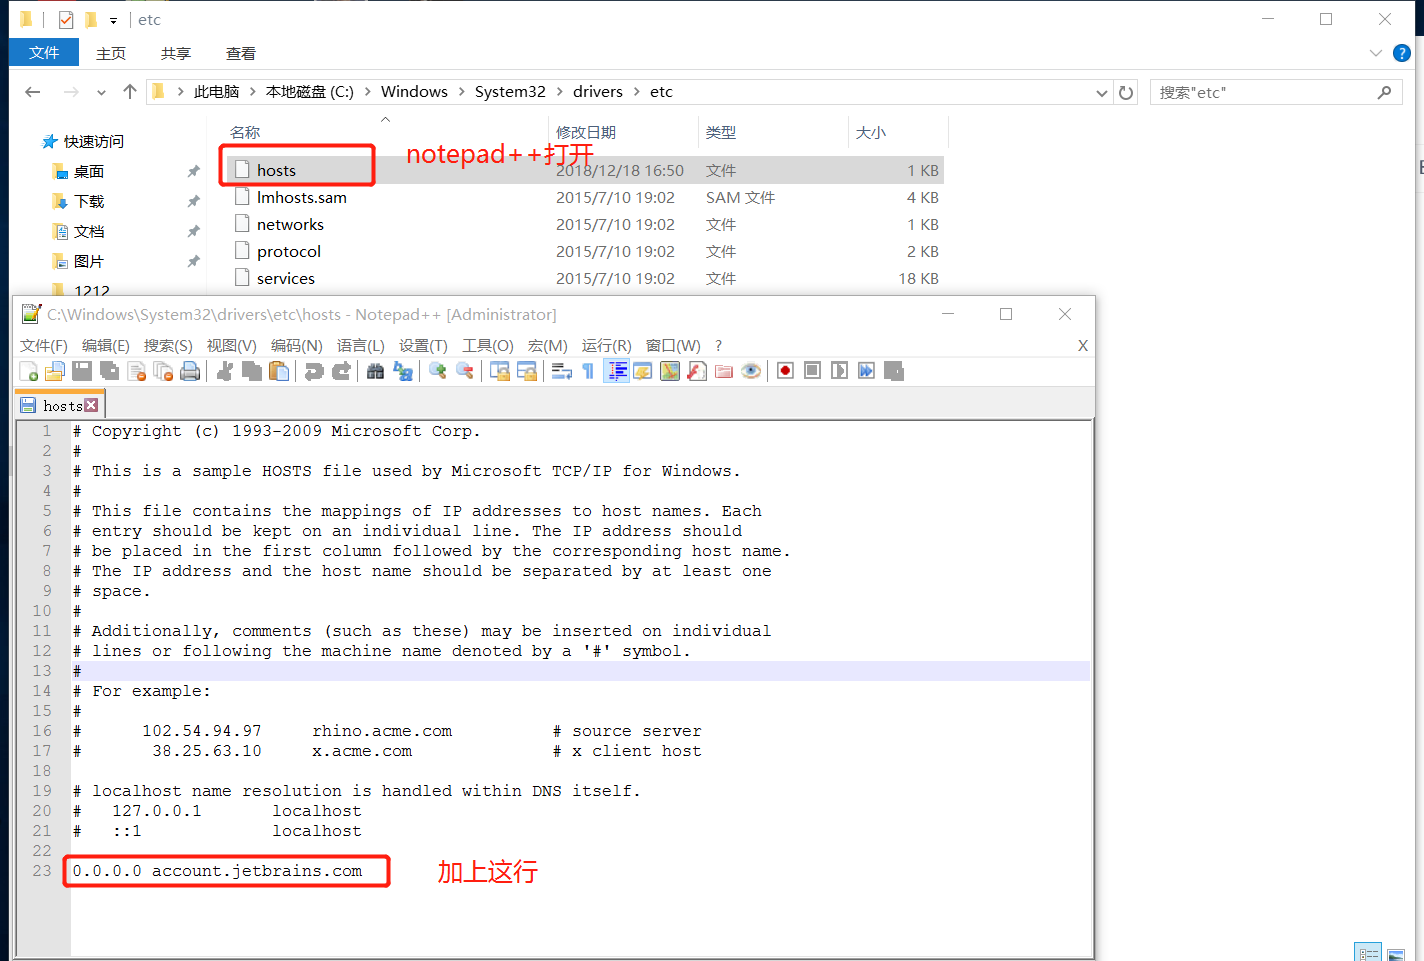 etc
文件 主页 共享 查看
此电脑 > 本地磁盘 (C:) > Windows > System32 > drivers > etc
搜索"etc"
快速访问
桌面
下载
文档
图片
1212
名称 修改日期 类型 大小
notepad++打开
hosts 2018/12/18 16:50 文件 1 KB
lmhosts.sam 2015/7/10 19:02 SAM 文件 4 KB
networks 2015/7/10 19:02 文件 1 KB
protocol 2015/7/10 19:02 文件 2 KB
services 2015/7/10 19:02 文件 18 KB
C:\Windows\System32\drivers\etc\hosts - Notepad++ [Administrator]
文件(F) 编辑(E) 搜索(S) 视图(V) 编码(N) 语言(L) 设置(T) 工具(O) 宏(M) 运行(R) 窗口(W) ? X
hosts
1 # Copyright (c) 1993-2009 Microsoft Corp.
2 #
3 # This is a sample HOSTS file used by Microsoft TCP/IP for Windows.
4 #
5 # This file contains the mappings of IP addresses to host names. Each
6 # entry should be kept on an individual line. The IP address should
7 # be placed in the first column followed by the corresponding host name.
8 # The IP address and the host name should be separated by at least one
9 # space.
10 #
11 # Additionally, comments (such as these) may be inserted on individual
12 # lines or following the machine name denoted by a '#' symbol.
13 #
14 # For example:
15 #
16 # 102.54.94.97 rhino.acme.com # source server
17 # 38.25.63.10 x.acme.com # x client host
18
19 # localhost name resolution is handled within DNS itself.
20 # 127.0.0.1 localhost
21 # ::1 localhost
22
23 0.0.0.0 account.jetbrains.com
加上这行